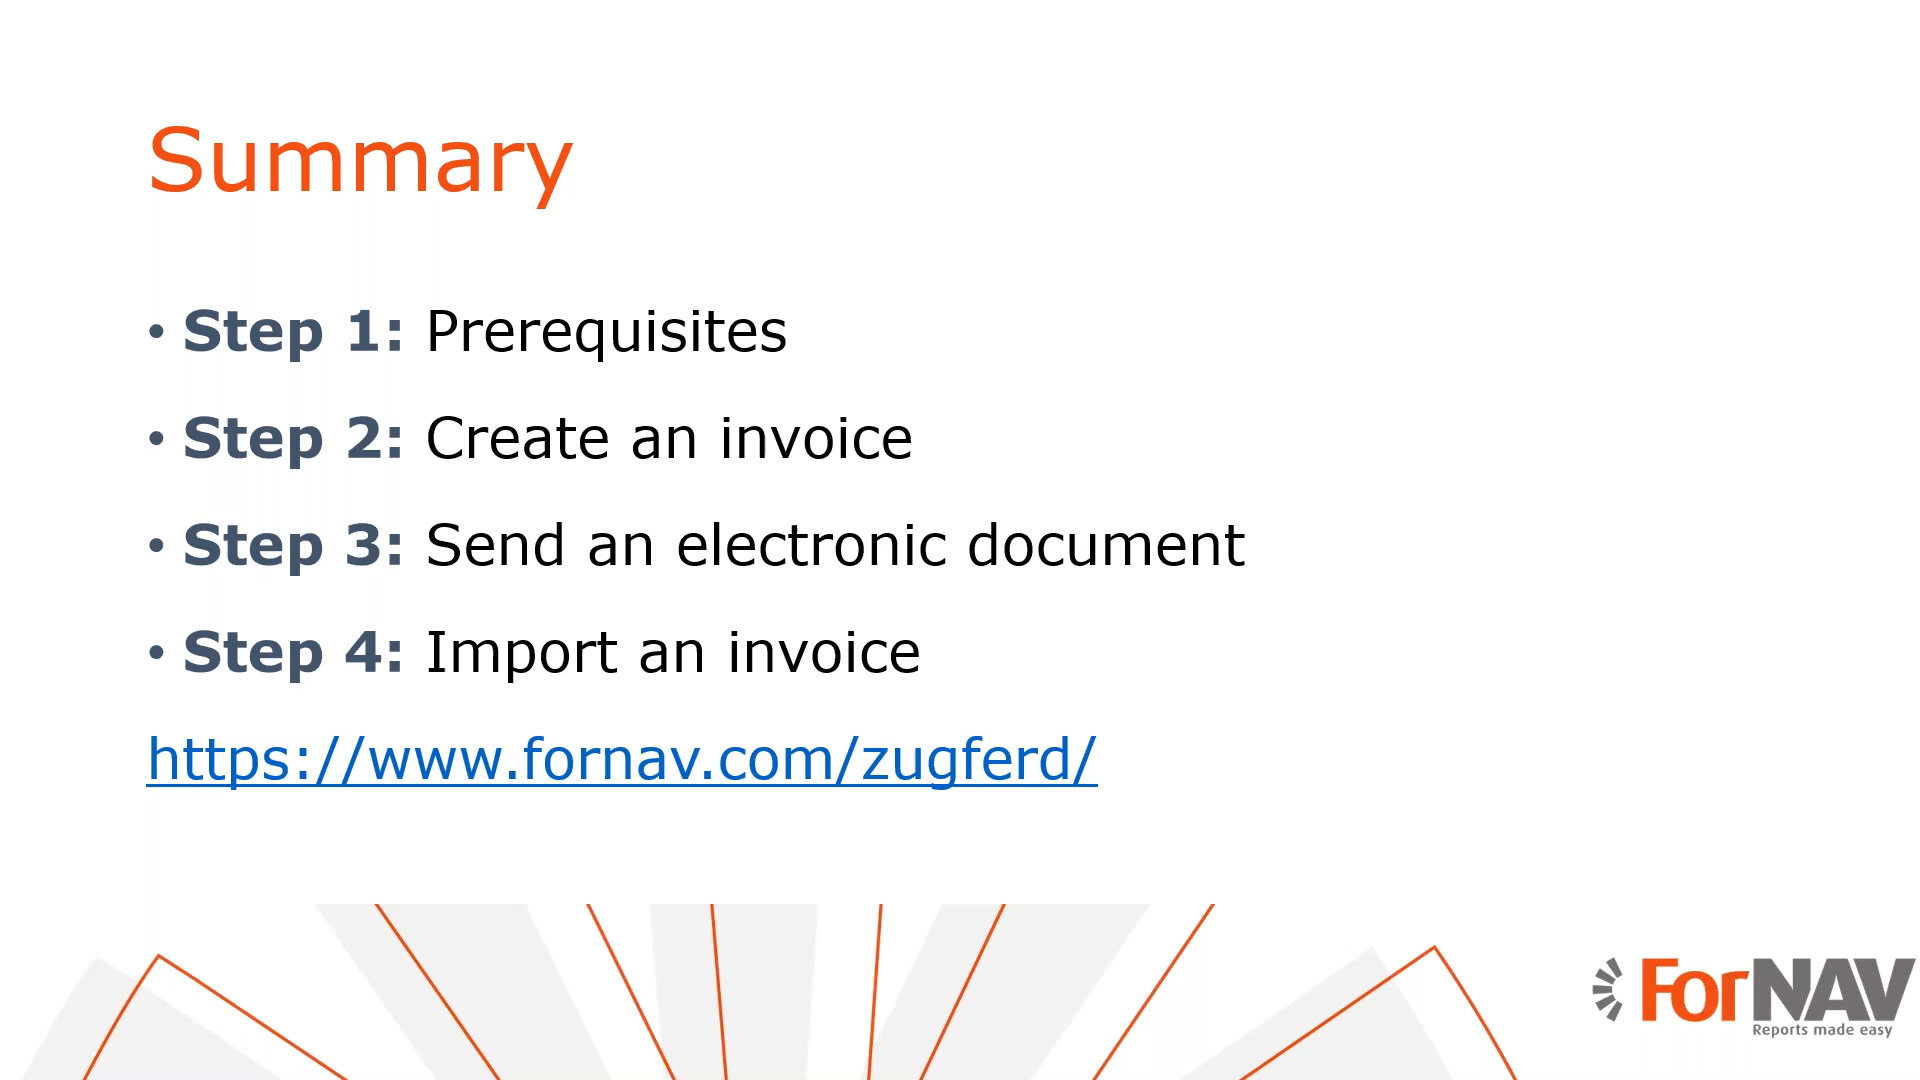 Summary
• Step 1: Prerequisites
• Step 2: Create an invoice
• Step 3: Send an electronic document
• Step 4: Import an invoice
https://www.fornav.com/zugferd/
ForNAV
Reports made easy